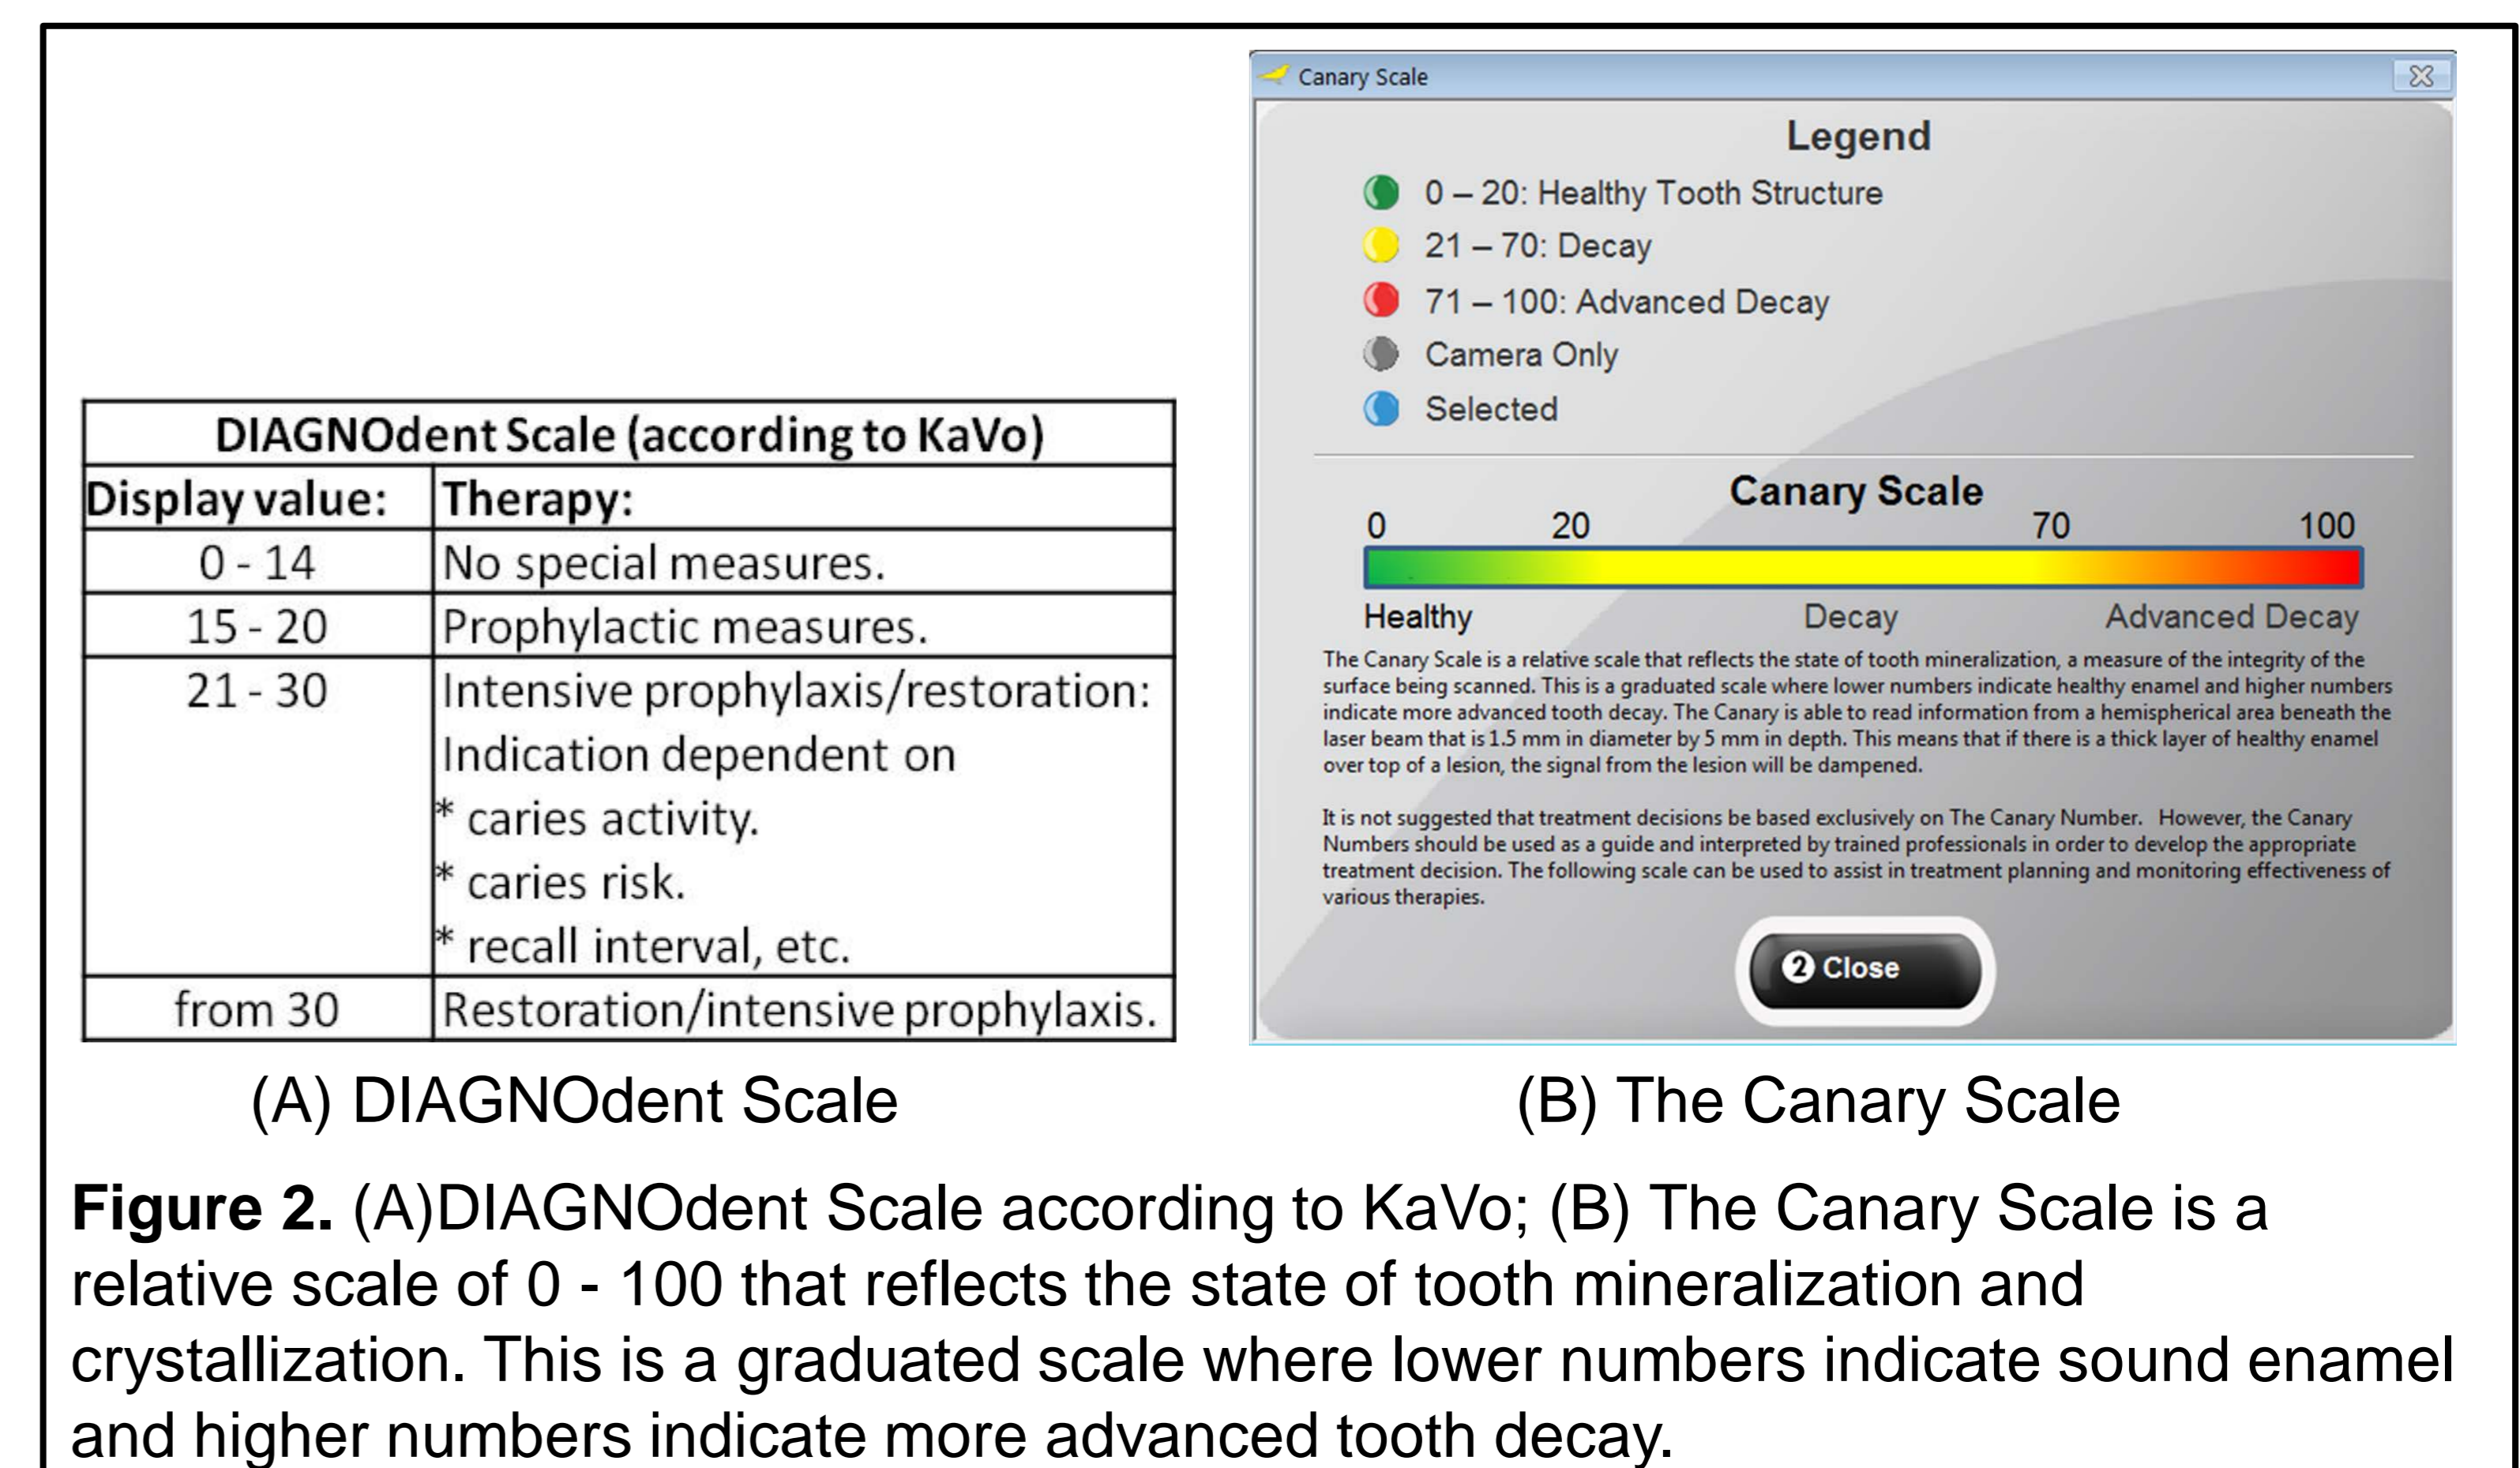 DIAGNOdent Scale (according to KaVo)
Display value: Therapy:
0 - 14 No special measures.
15 - 20 Prophylactic measures.
21 - 30 Intensive prophylaxis/restoration:
Indication dependent on
* caries activity.
* caries risk.
* recall interval, etc.
from 30 Restoration/intensive prophylaxis.
(A) DIAGNOdent Scale
Canary Scale
Legend
0 – 20: Healthy Tooth Structure
21 – 70: Decay
71 – 100: Advanced Decay
Camera Only
Selected
Canary Scale
0 20 70 100
Healthy Decay Advanced Decay
The Canary Scale is a relative scale that reflects the state of tooth mineralization, a measure of the integrity of the
surface being scanned. This is a graduated scale where lower numbers indicate healthy enamel and higher numbers
indicate more advanced tooth decay. The Canary is able to read information from a hemispherical area beneath the
laser beam that is 1.5 mm in diameter by 5 mm in depth. This means that if there is a thick layer of healthy enamel
over top of a lesion, the signal from the lesion will be dampened.
It is not suggested that treatment decisions be based exclusively on The Canary Number. However, the Canary
Numbers should be used as a guide and interpreted by trained professionals in order to develop the appropriate
treatment decision. The following scale can be used to assist in treatment planning and monitoring effectiveness of
various therapies.
2 Close
(B) The Canary Scale
Figure 2. (A)DIAGNOdent Scale according to KaVo; (B) The Canary Scale is a
relative scale of 0 - 100 that reflects the state of tooth mineralization and
crystallization. This is a graduated scale where lower numbers indicate sound enamel
and higher numbers indicate more advanced tooth decay.